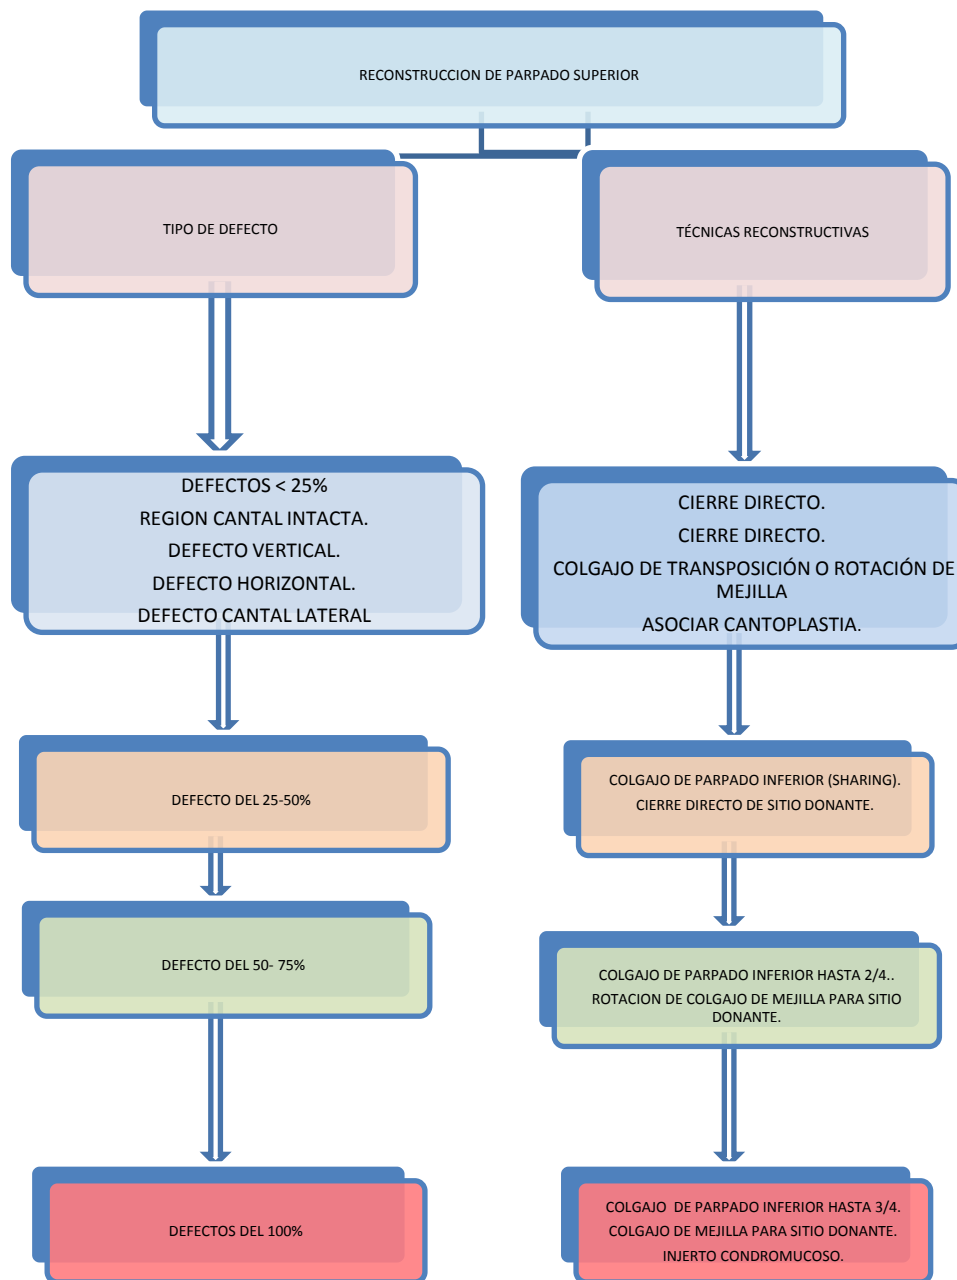 RECONSTRUCCION DE PARPADO SUPERIOR
TIPO DE DEFECTO
TÉCNICAS RECONSTRUCTIVAS
DEFECTOS < 25%
REGION CANTAL INTACTA.
DEFECTO VERTICAL.
DEFECTO HORIZONTAL.
DEFECTO CANTAL LATERAL
CIERRE DIRECTO.
CIERRE DIRECTO.
COLGAJO DE TRANSPOSICIÓN O ROTACIÓN DE
MEJILLA
ASOCIAR CANTOPLASTIA.
DEFECTO DEL 25-50%
COLGAJO DE PARPADO INFERIOR (SHARING).
CIERRE DIRECTO DE SITIO DONANTE.
DEFECTO DEL 50- 75%
COLGAJO DE PARPADO INFERIOR HASTA 2/4..
ROTACION DE COLGAJO DE MEJILLA PARA SITIO
DONANTE.
DEFECTOS DEL 100%
COLGAJO  DE PARPADO INFERIOR HASTA 3/4.
COLGAJO DE MEJILLA PARA SITIO DONANTE.
INJERTO CONDROMUCOSO.